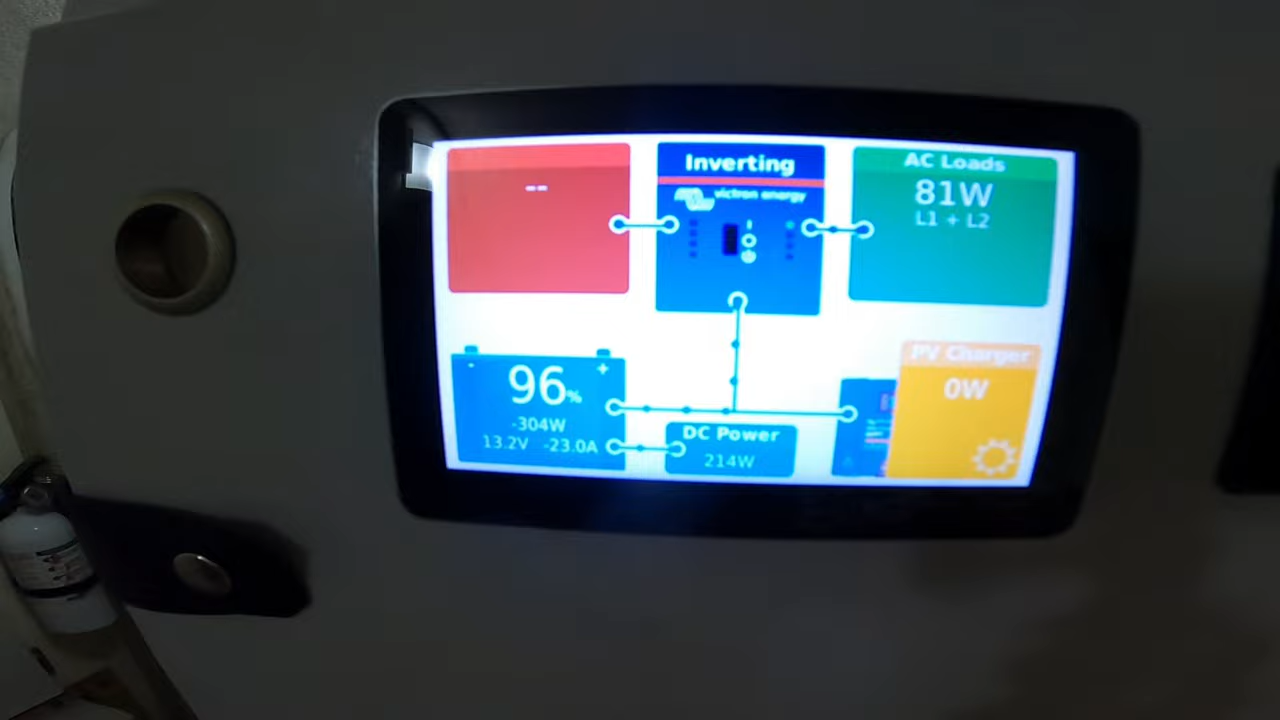 --
Inverting
victron energy
AC Loads
81W
L1 + L2
96%
-304W
13.2V -23.0A
DC Power
214W
PV Charger
0W